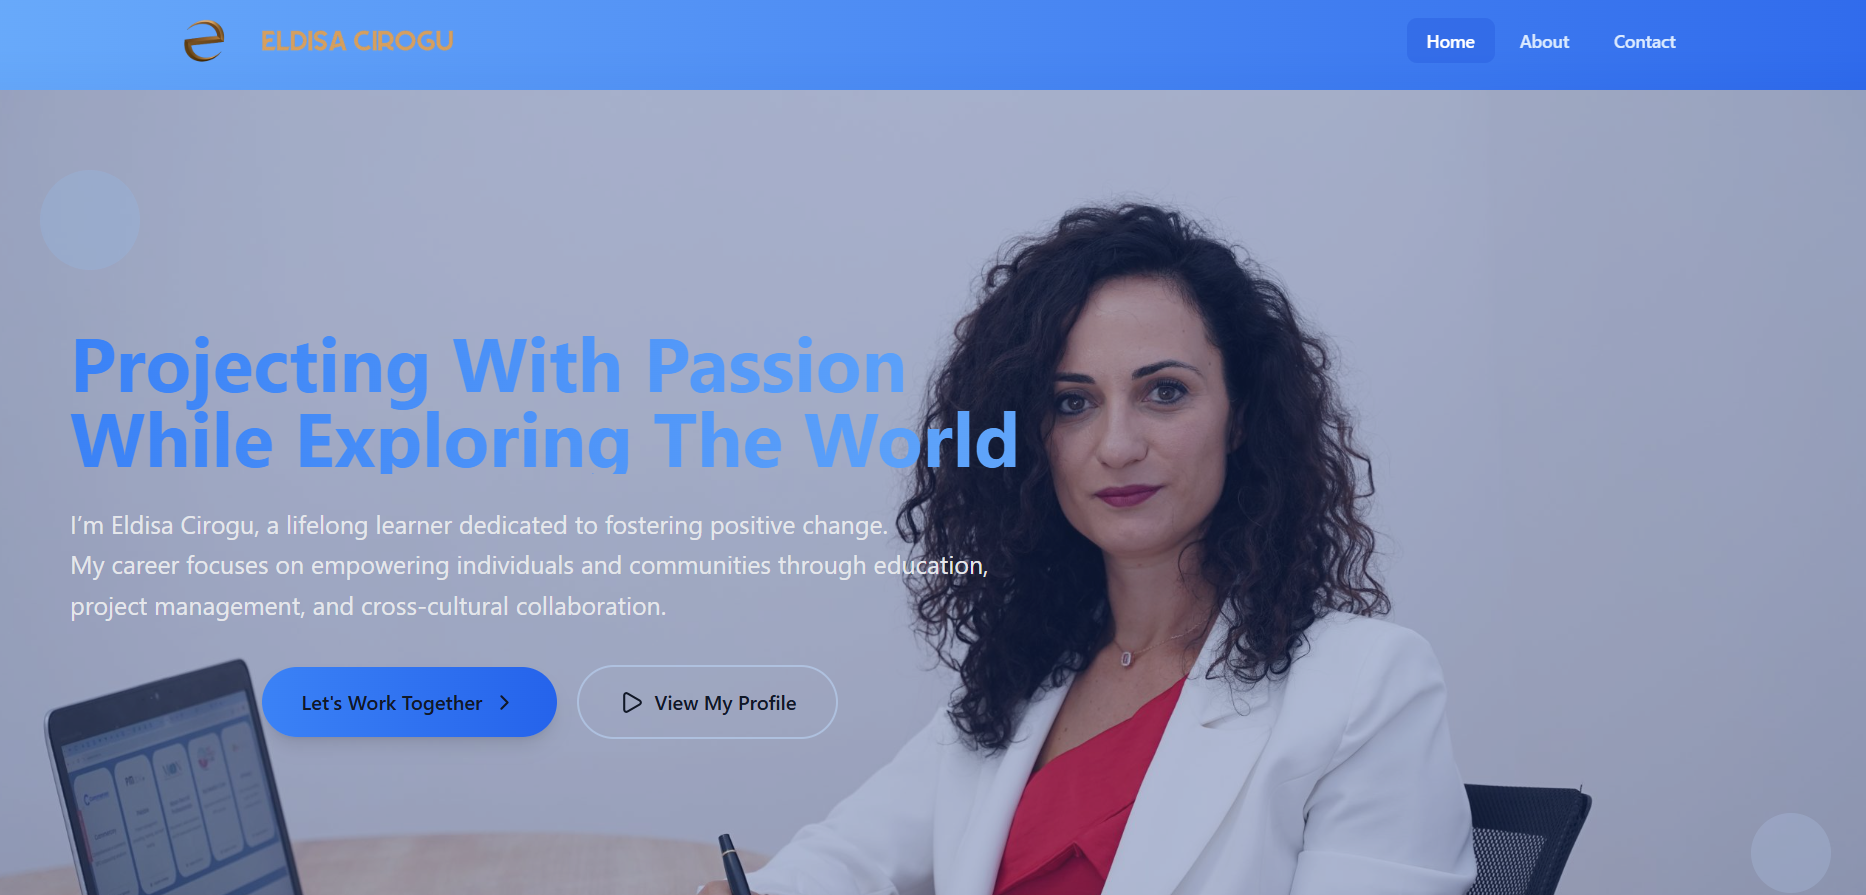 ELDISA CIROGU
Home
About
Contact
Projecting With Passion
While Exploring The World
I’m Eldisa Cirogu, a lifelong learner dedicated to fostering positive change.
My career focuses on empowering individuals and communities through education,
project management, and cross-cultural collaboration.
Let's Work Together
View My Profile